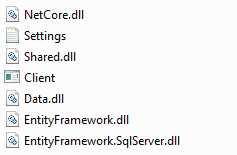 NetCore.dll
Settings
Shared.dll
Client
Data.dll
EntityFramework.dll
EntityFramework.SqlServer.dll